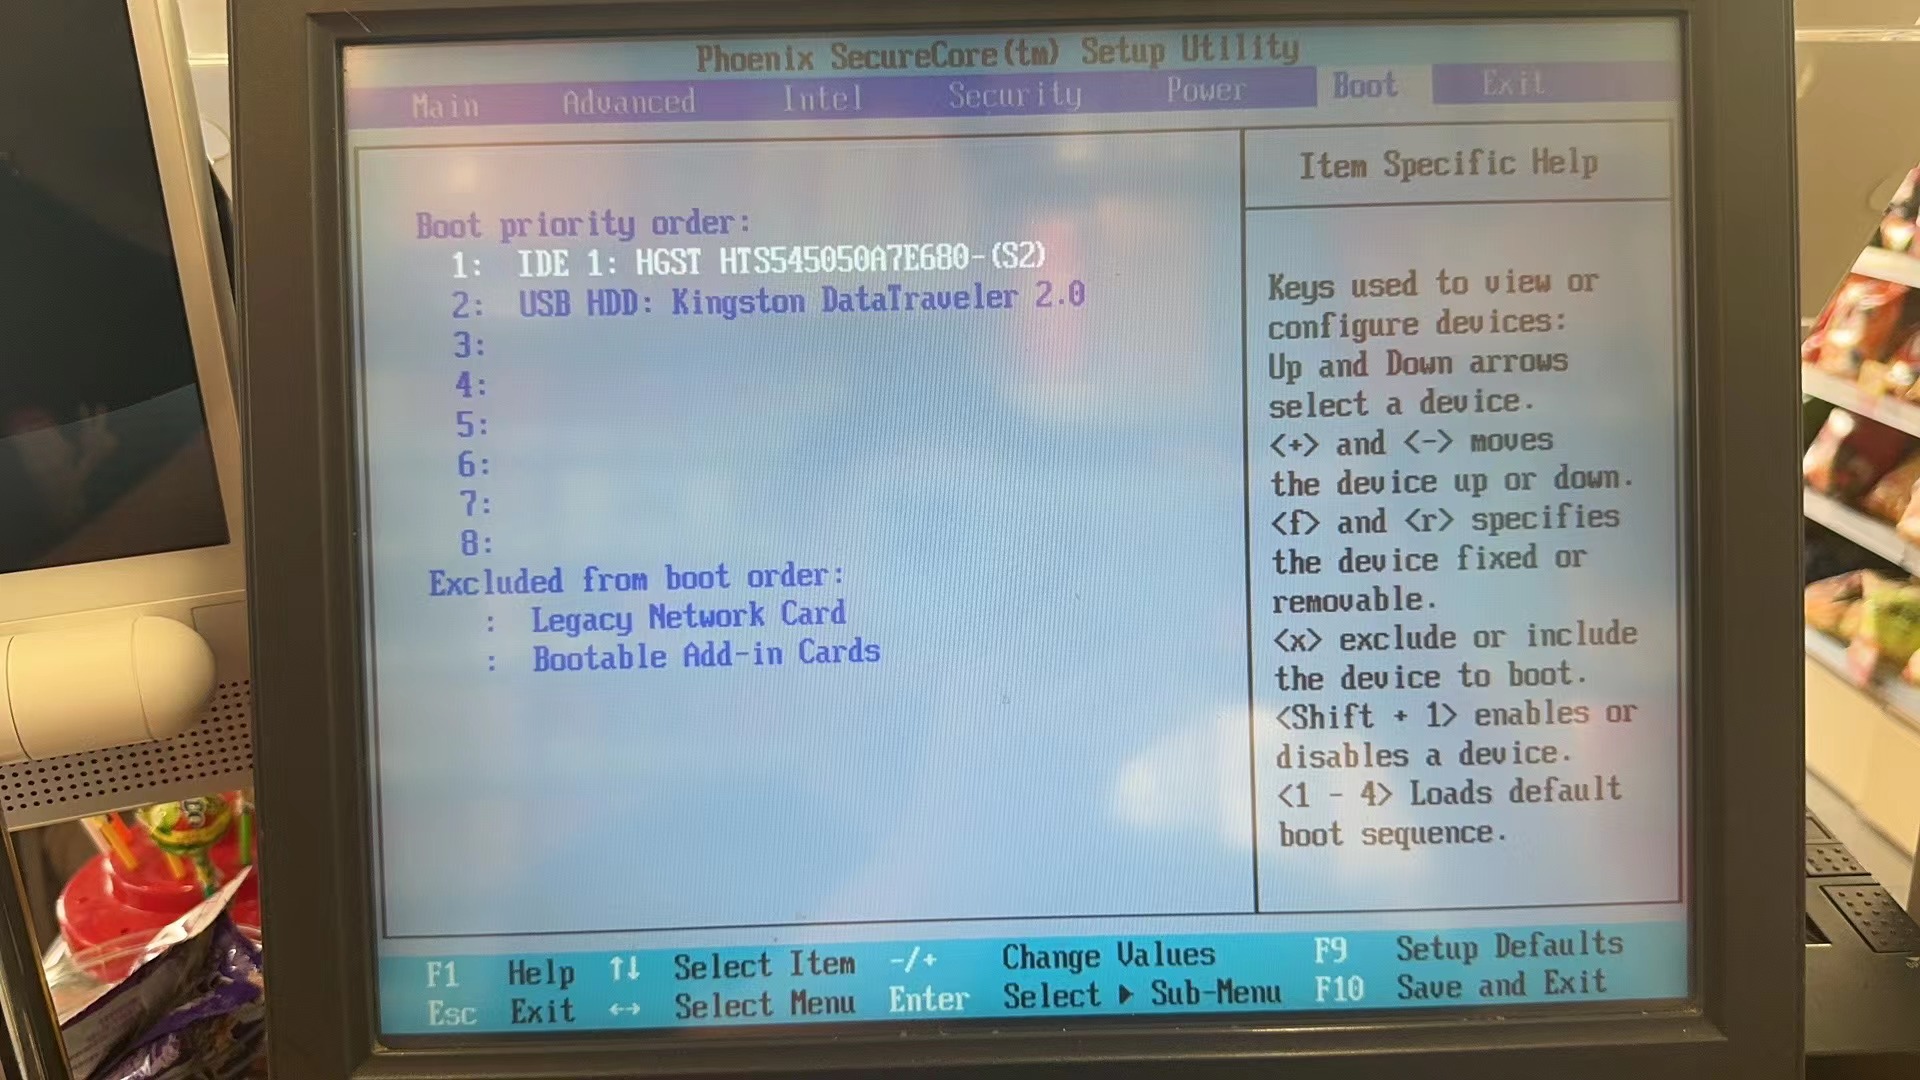 Phoenix SecureCore(tm) Setup Utility
Main Advanced Intel Security Power Boot Exit
Boot priority order:
1: IDE 1: HGST HTS545050A7E680-(S2)
2: USB HDD: Kingston DataTraveler 2.0
3:
4:
5:
6:
7:
8:
Excluded from boot order:
: Legacy Network Card
: Bootable Add-in Cards
Item Specific Help
Keys used to view or
configure devices:
Up and Down arrows
select a device.
<+> and <-> moves
the device up or down.
<f> and <r> specifies
the device fixed or
removable.
<x> exclude or include
the device to boot.
<Shift + 1> enables or
disables a device.
<1 - 4> Loads default
boot sequence.
F1 Help ↑↓ Select Item -/+ Change Values F9 Setup Defaults
Esc Exit ↔ Select Menu Enter Select ▶ Sub-Menu F10 Save and Exit